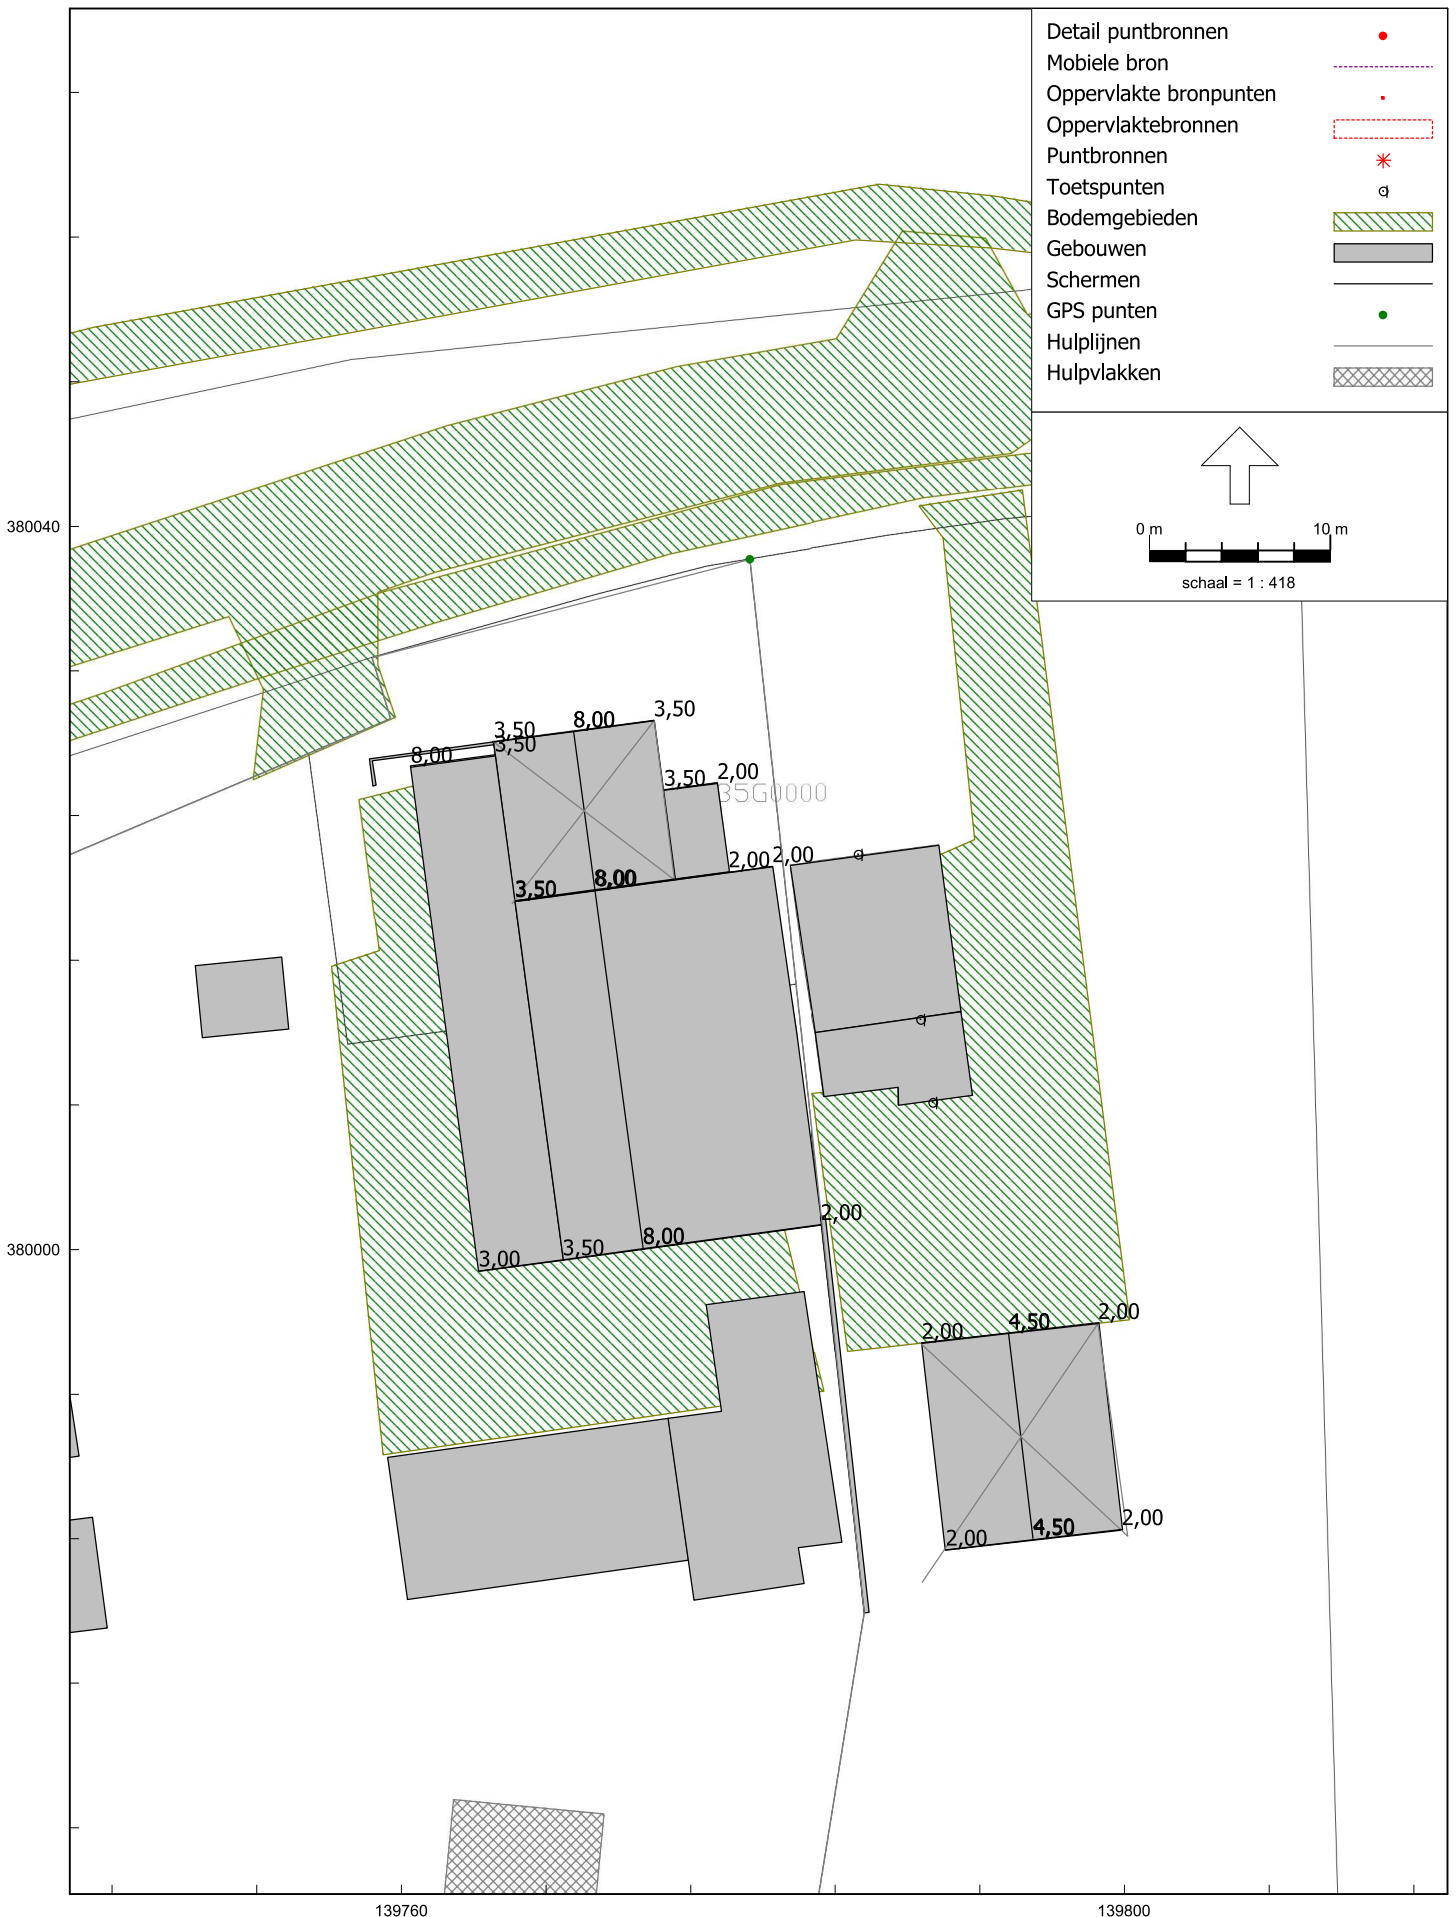 Detail puntbronnen
Mobiele bron
Oppervlakte bronpunten
Oppervlaktebronnen
Puntbronnen
Toetspunten
Bodemgebieden
Gebouwen
Schermen
GPS punten
Hulplijnen
Hulpvlakken
0 m 10 m
schaal = 1 : 418
380040
3,50 8,00 3,50
8,00 3,50
3,50 2,00
35G0000
2,00 2,00
3,50 8,00
2,00
380000
3,00 3,50 8,00
2,00 4,50 2,00
2,00 4,50 2,00
139760 139800